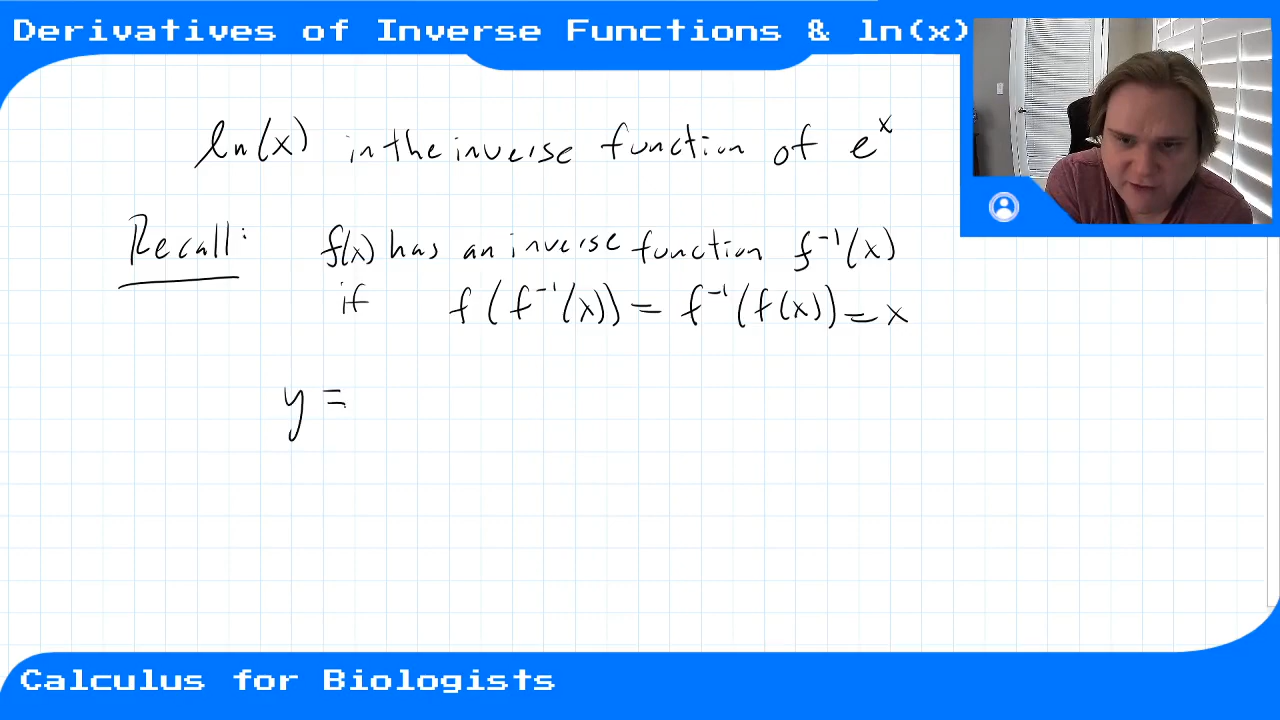 Derivatives of Inverse Functions & ln(x)
ln(x) in the inverse function of e^x
Recall: f(x) has an inverse function f⁻¹(x)
if f(f⁻¹(x)) = f⁻¹(f(x)) = x
y =
Calculus for Biologists